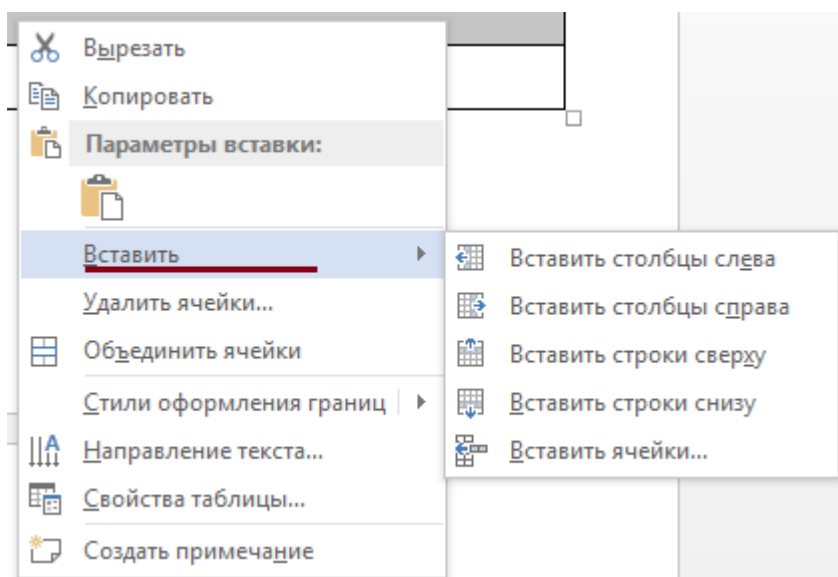 Вырезать
Копировать
Параметры вставки:
Вставить
Удалить ячейки...
Объединить ячейки
Стили оформления границ
Направление текста...
Свойства таблицы...
Создать примечание
Вставить столбцы слева
Вставить столбцы справа
Вставить строки сверху
Вставить строки снизу
Вставить ячейки...